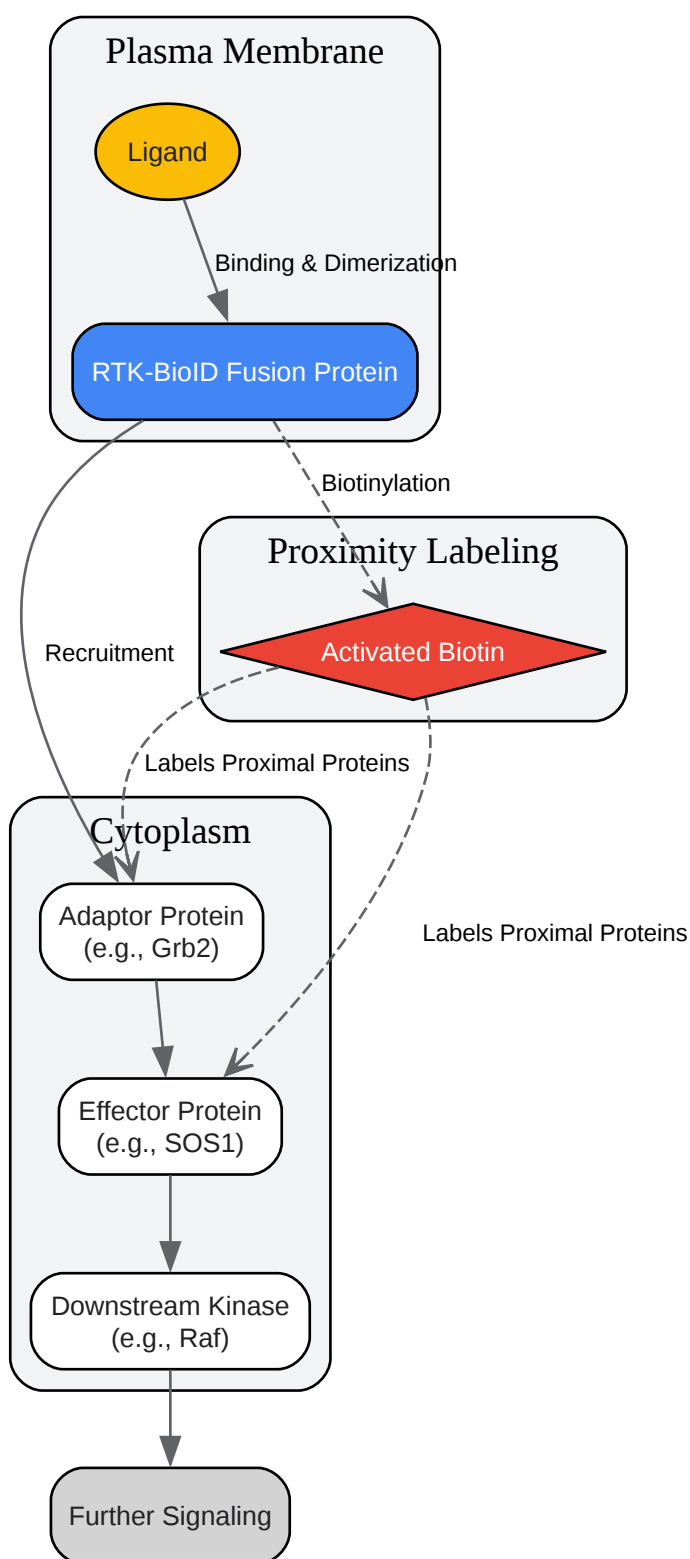 Plasma Membrane
Ligand
Binding & Dimerization
RTK-BioID Fusion Protein
Biotinylation
Proximity Labeling
Activated Biotin
Recruitment
Labels Proximal Proteins
Cytoplasm
Adaptor Protein
(e.g., Grb2)
Labels Proximal Proteins
Effector Protein
(e.g., SOS1)
Downstream Kinase
(e.g., Raf)
Further Signaling